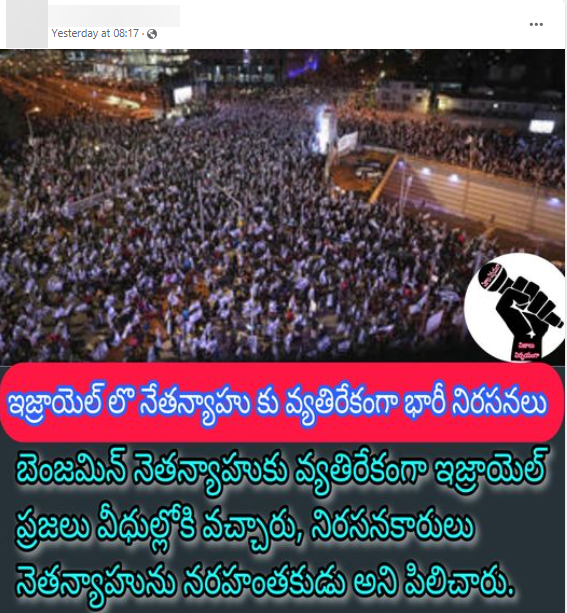 Yesterday at 08:17 ·
ఇజ్రాయెల్ లొ నేతన్యాహు కు వ్యతిరేకంగా భారీ నిరసనలు
బెంజమిన్ నెతన్యాహుకు వ్యతిరేకంగా ఇజ్రాయెల్
ప్రజలు వీధుల్లోకి వచ్చారు, నిరసనకారులు
నెతన్యాహును నరహంతకుడు అని పిలిచారు.